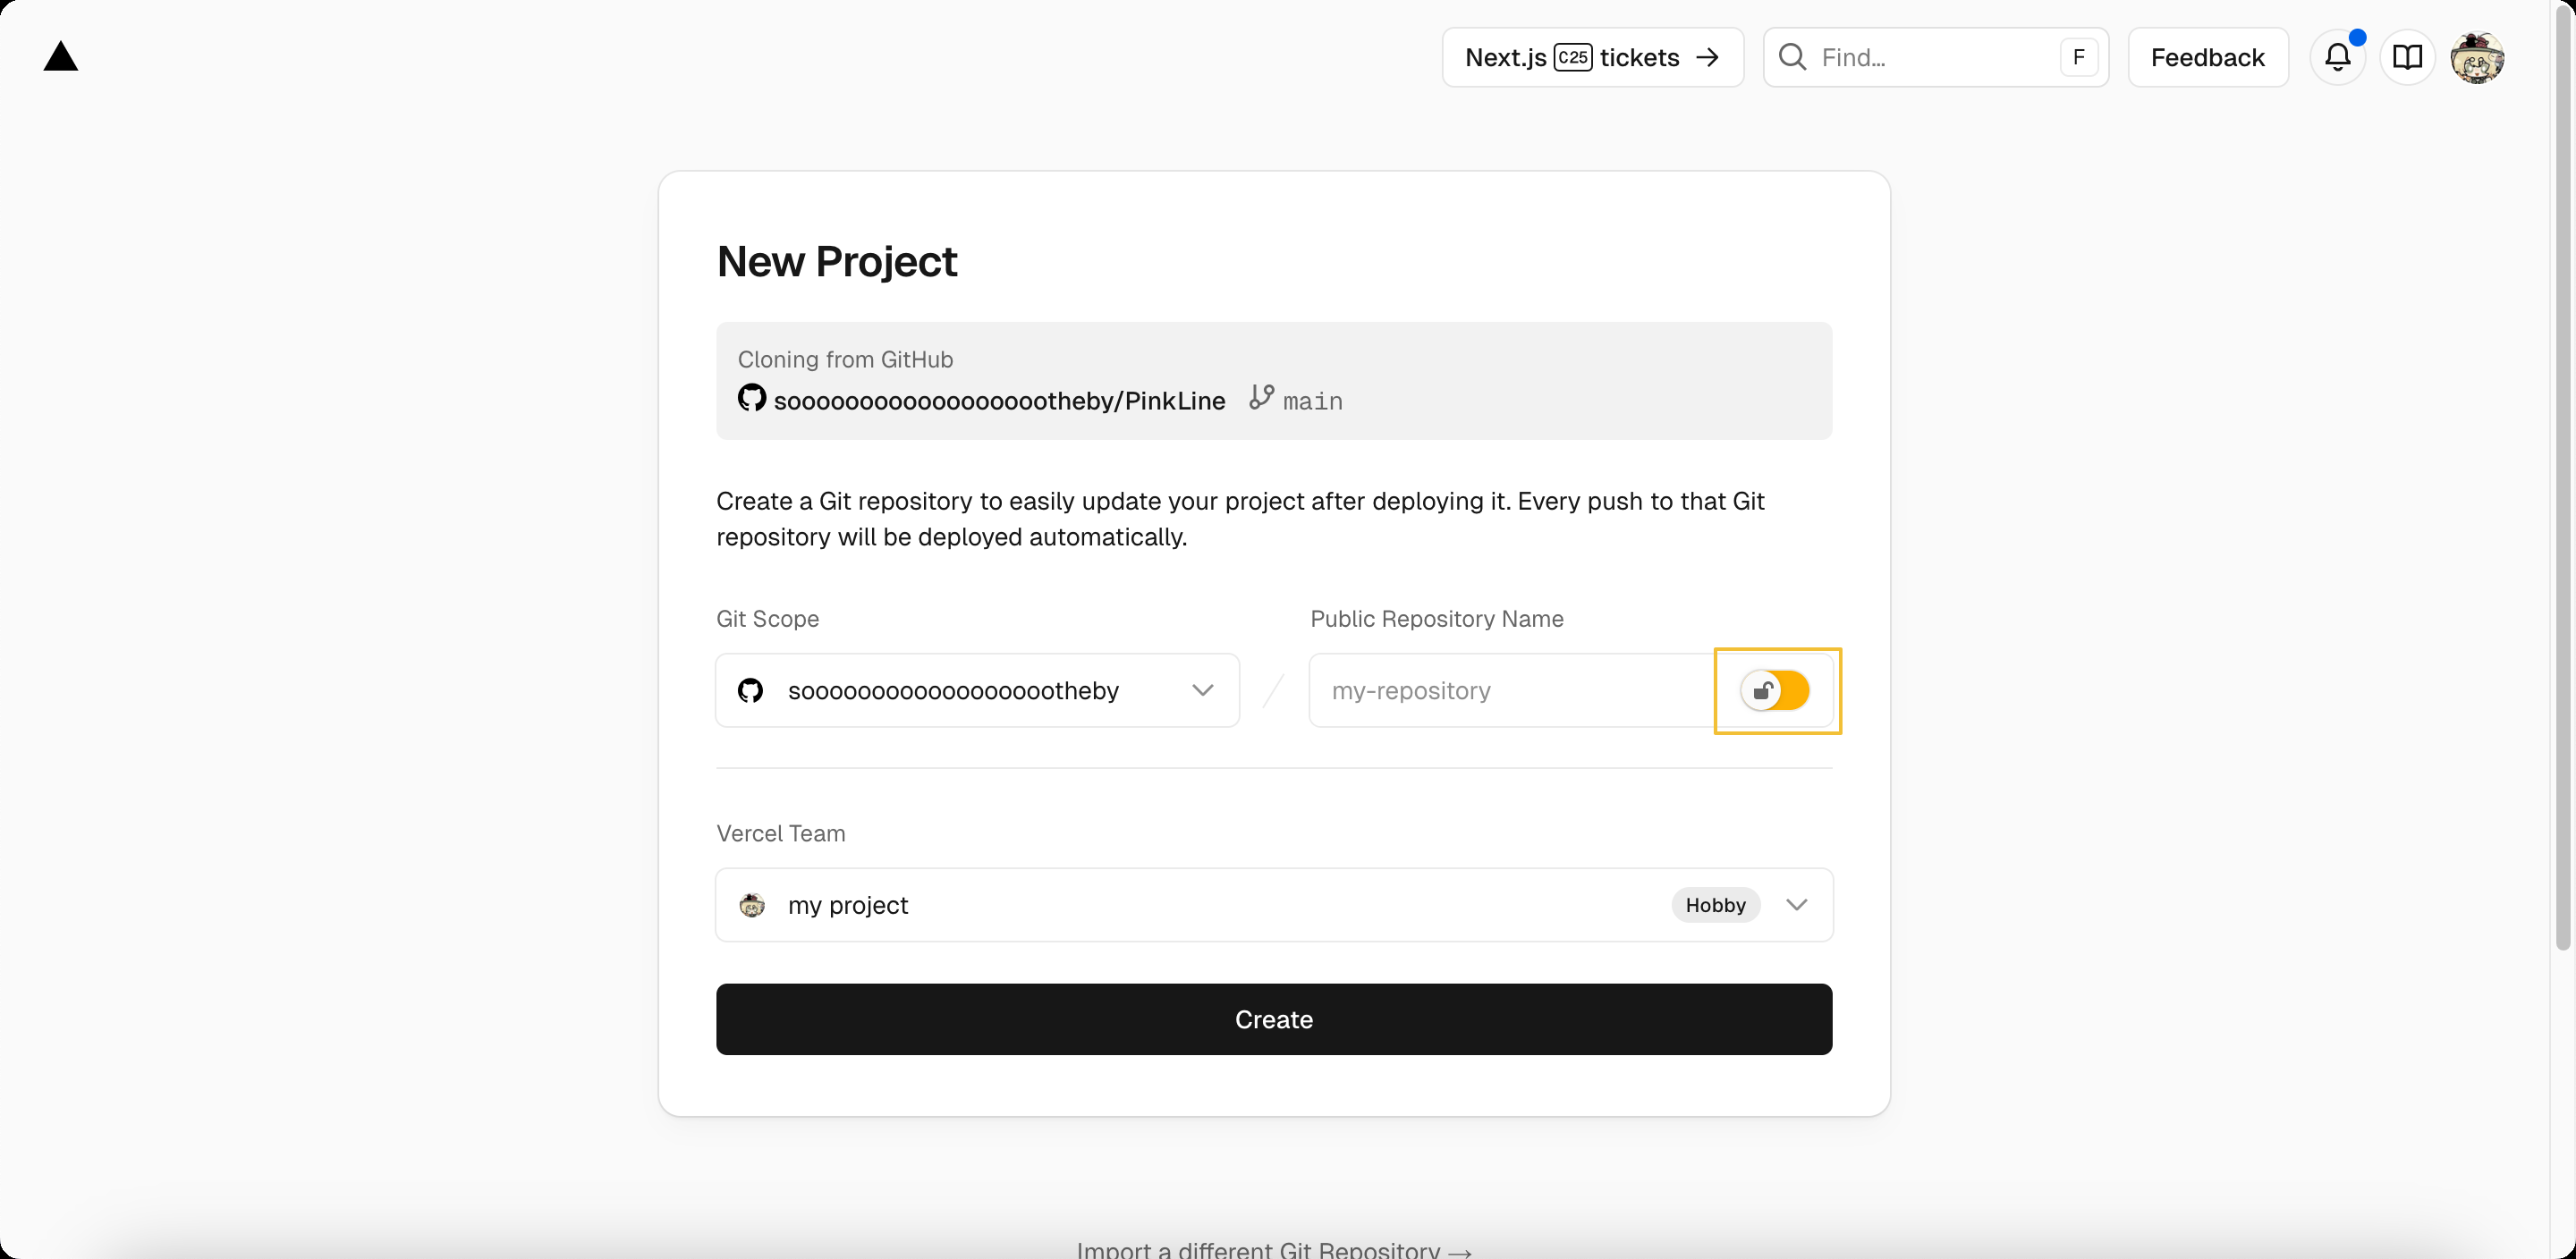 Next.js C25 tickets →
Find...
F
Feedback
New Project
Cloning from GitHub
sooooooooooooooooootheby/PinkLine main
Create a Git repository to easily update your project after deploying it. Every push to that Git
repository will be deployed automatically.
Git Scope
Public Repository Name
sooooooooooooooooootheby
my-repository
Vercel Team
my project
Hobby
Create
Import a different Git Repository →